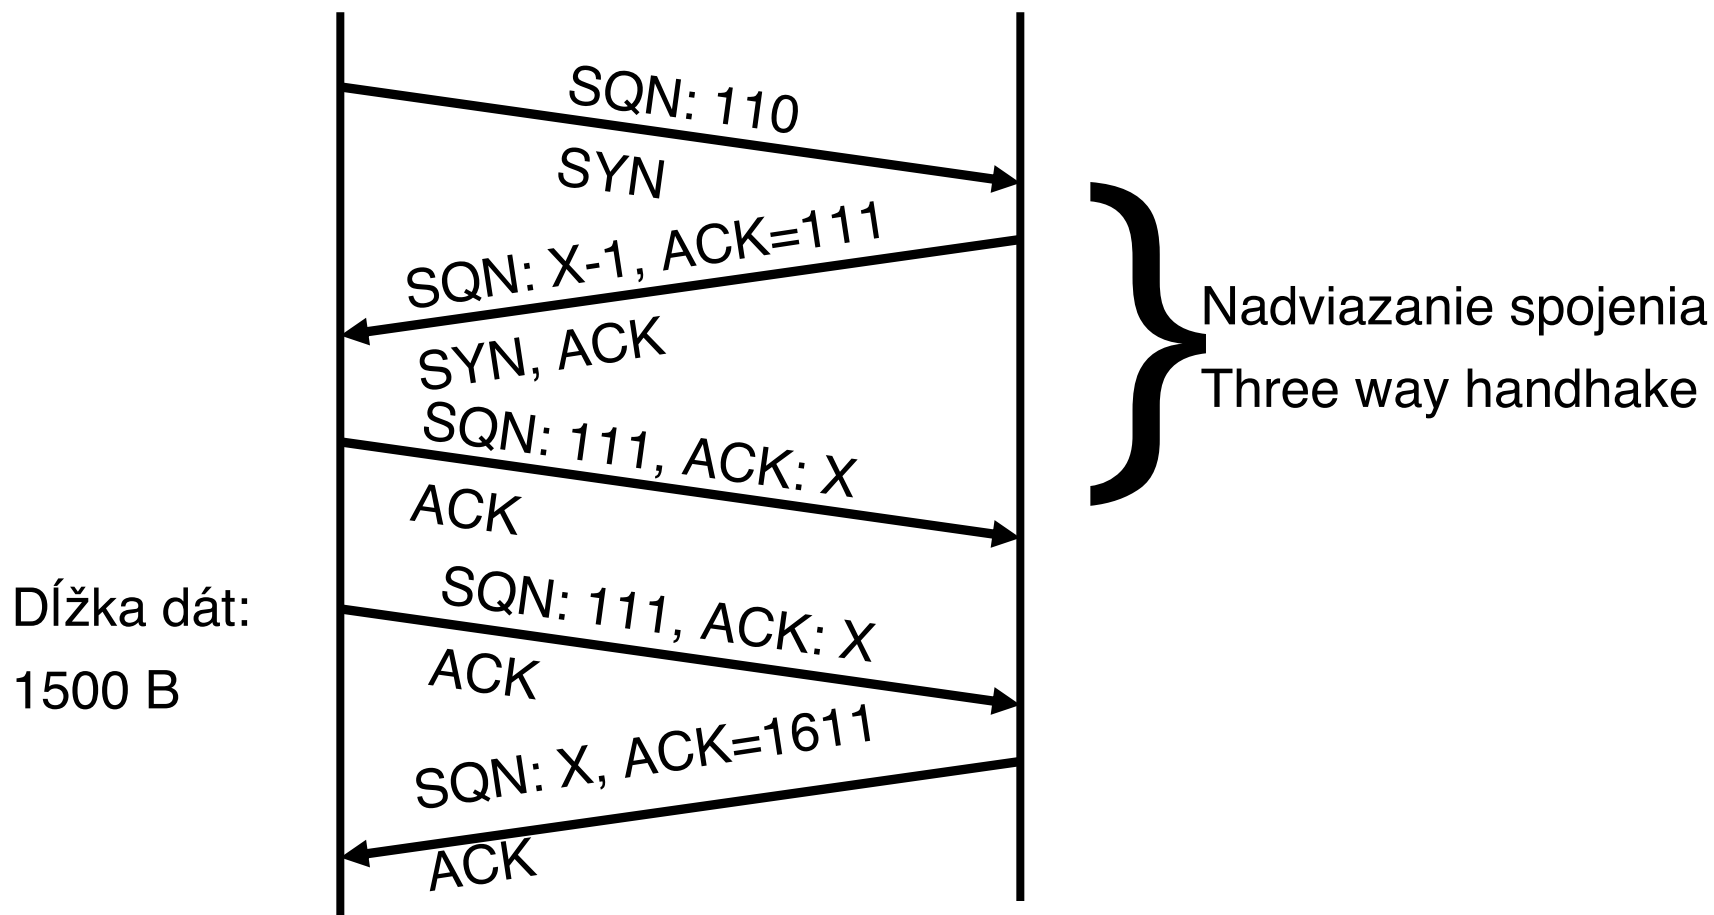 SQN: 110
SYN
SQN: X-1, ACK=111
SYN, ACK
Nadviazanie spojenia
Three way handhake
SQN: 111, ACK: X
ACK
Dĺžka dát:
1500 B
SQN: 111, ACK: X
ACK
SQN: X, ACK=1611
ACK